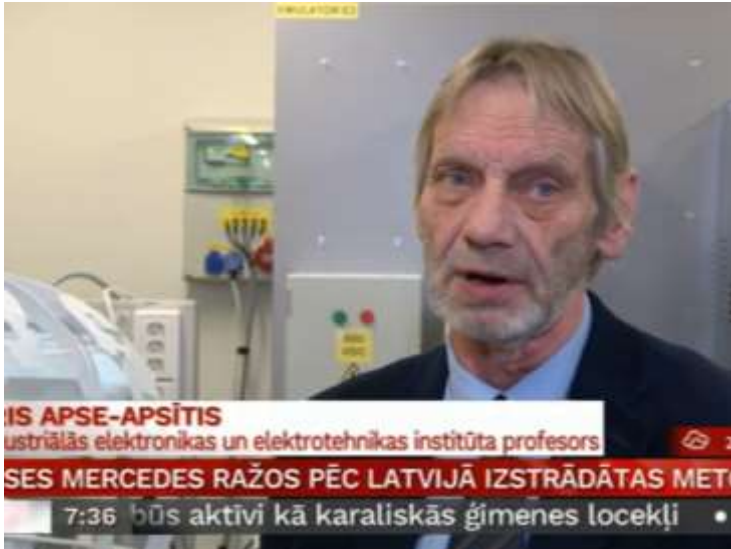 RIS APSE-APSĪTIS
ustriālās elektronikas un elektrotehnikas institūta profesors
SES MERCEDES RAŽOS PĒC LATVIJĀ IZSTRĀDĀTAS MET
7:36 būs aktīvi kā karaliskās ģimenes locekļi •